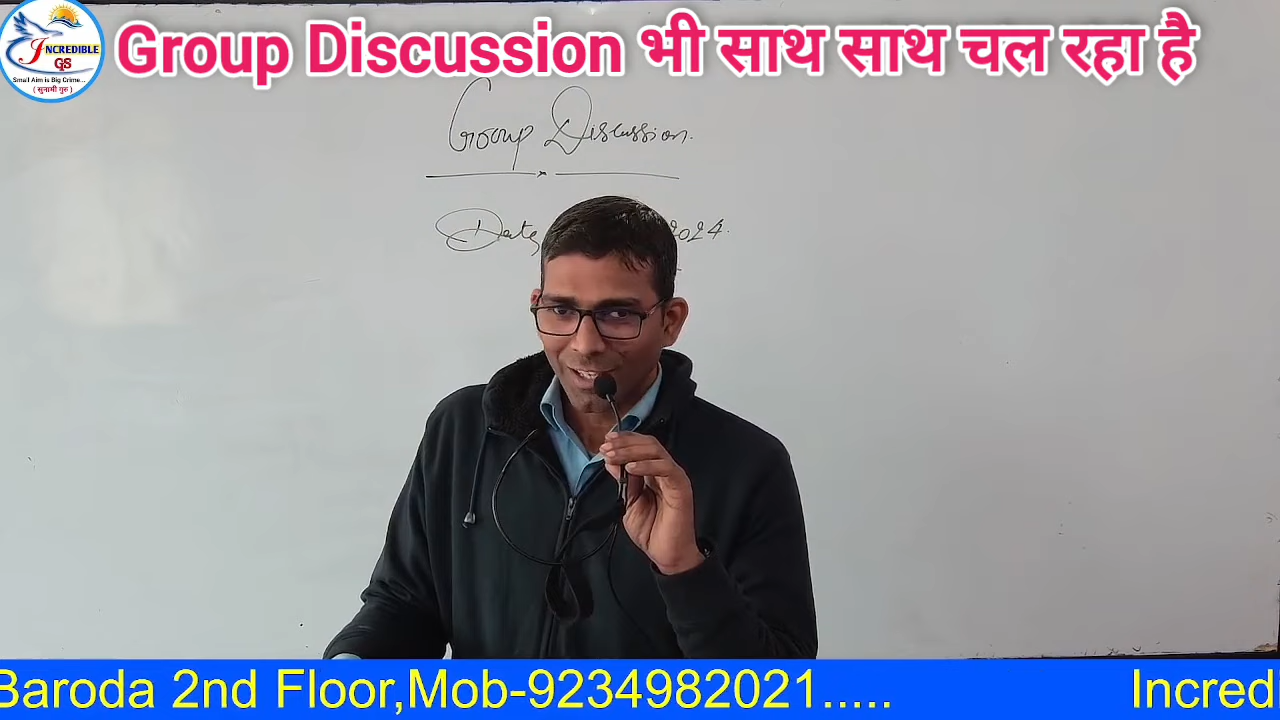 INCREDIBLE
GS
Small Aim is Big Crime...
( सुनामी गुरु )
Group Discussion भी साथ साथ चल रहा है
Group Discussion.
Date 2024.
Baroda 2nd Floor,Mob-9234982021..... Incredi